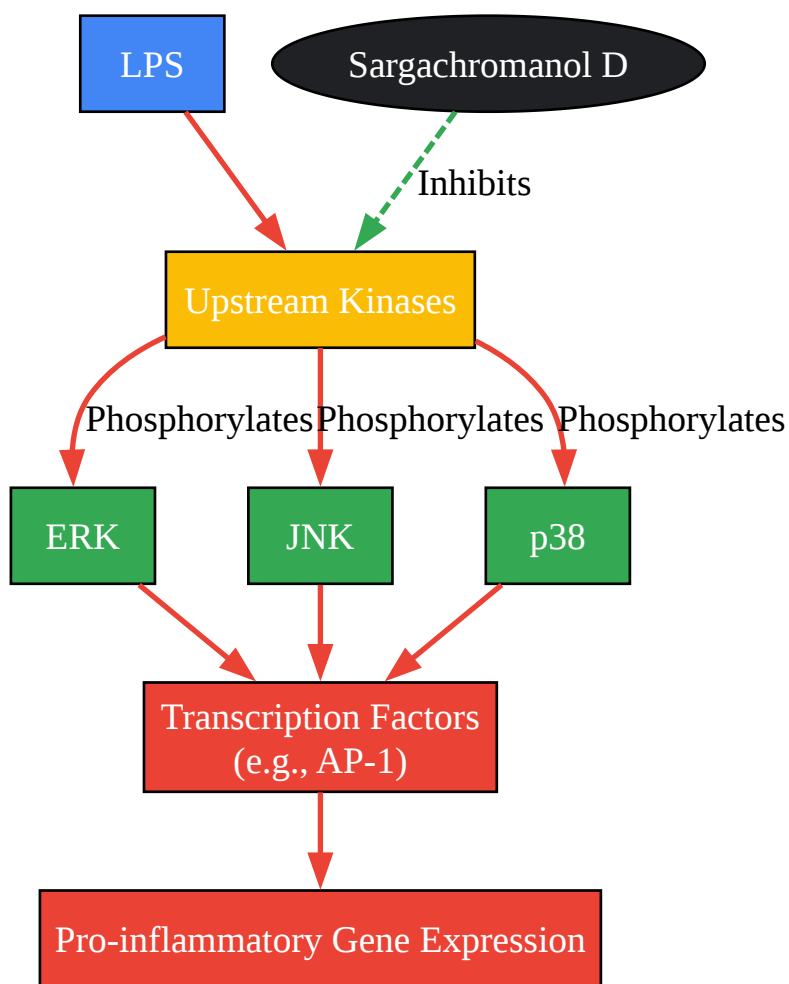 LPS
Sargachromanol D
Inhibits
Upstream Kinases
Phosphorylates
Phosphorylates
Phosphorylates
ERK
JNK
p38
Transcription Factors
(e.g., AP-1)
Pro-inflammatory Gene Expression